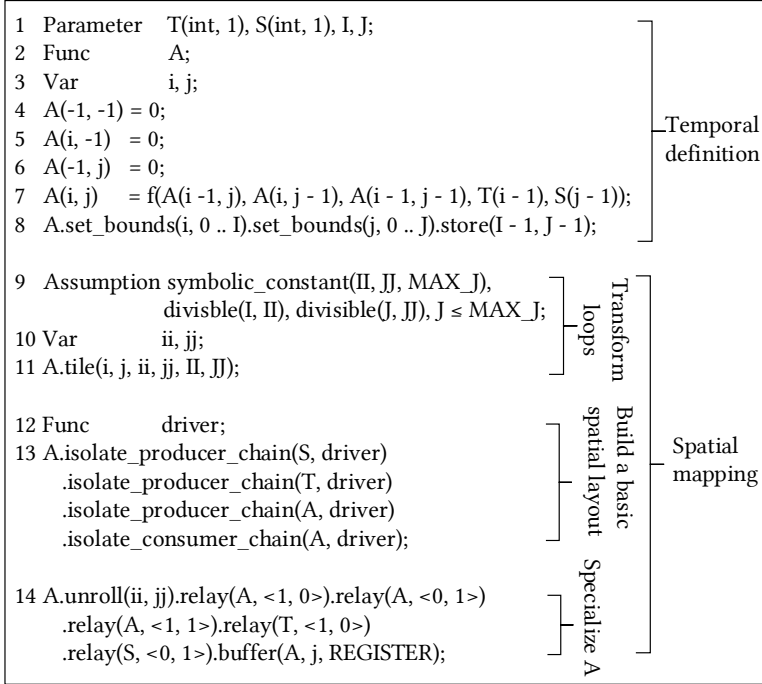 1 Parameter T(int, 1), S(int, 1), I, J;
2 Func A;
3 Var i, j;
4 A(-1, -1) = 0;
5 A(i, -1) = 0;
6 A(-1, j) = 0;
7 A(i, j) = f(A(i -1, j), A(i, j - 1), A(i - 1, j - 1), T(i - 1), S(j - 1));
8 A.set_bounds(i, 0 .. I).set_bounds(j, 0 .. J).store(I - 1, J - 1);
Temporal
definition
9 Assumption symbolic_constant(II, JJ, MAX_J),
divisble(I, II), divisible(J, JJ), J ≤ MAX_J;
10 Var ii, jj;
11 A.tile(i, j, ii, jj, II, JJ);
Transform
loops
12 Func driver;
13 A.isolate_producer_chain(S, driver)
.isolate_producer_chain(T, driver)
.isolate_producer_chain(A, driver)
.isolate_consumer_chain(A, driver);
Build a basic
spatial layout
14 A.unroll(ii, jj).relay(A, <1, 0>).relay(A, <0, 1>)
.relay(A, <1, 1>).relay(T, <1, 0>)
.relay(S, <0, 1>).buffer(A, j, REGISTER);
Specialize A
Spatial
mapping